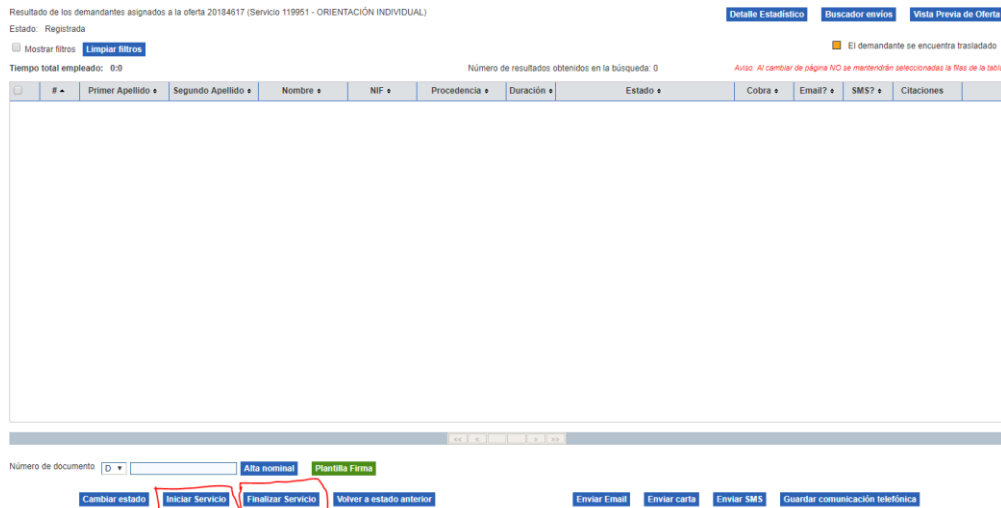 Resultado de los demandantes asignados a la oferta 20184617 (Servicio 119951 - ORIENTACIÓN INDIVIDUAL)
Detalle Estadístico Buscador envíos Vista Previa de Oferta
Estado: Registrada
Mostrar filtros Limpiar filtros El demandante se encuentra trasladado
Tiempo total empleado: 0:0 Número de resultados obtenidos en la búsqueda: 0 Aviso: Al cambiar de página NO se mantendrán seleccionadas la filas de la tabla
# Primer Apellido Segundo Apellido Nombre NIF Procedencia Duración Estado Cobra Email? SMS? Citaciones
<< < > >>
Número de documento D Alta nominal Plantilla Firma
Cambiar estado Iniciar Servicio Finalizar Servicio Volver a estado anterior Enviar Email Enviar carta Enviar SMS Guardar comunicación telefónica